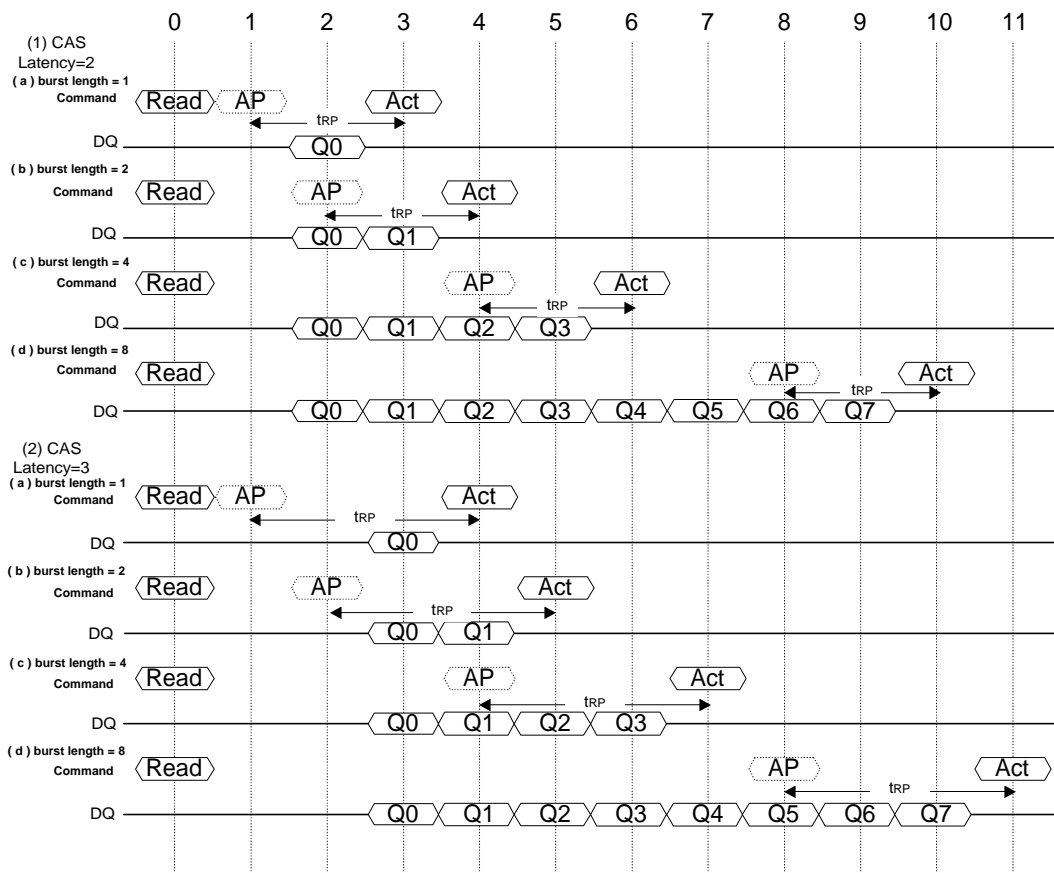 0 1 2 3 4 5 6 7 8 9 10 11
(1) CAS
Latency=2
( a ) burst length = 1
Command Read AP Act
tRP
DQ Q0
( b ) burst length = 2
Command Read AP Act
tRP
DQ Q0 Q1
( c ) burst length = 4
Command Read AP Act
tRP
DQ Q0 Q1 Q2 Q3
( d ) burst length = 8
Command Read AP Act
tRP
DQ Q0 Q1 Q2 Q3 Q4 Q5 Q6 Q7
(2) CAS
Latency=3
( a ) burst length = 1
Command Read AP Act
tRP
DQ Q0
( b ) burst length = 2
Command Read AP Act
tRP
DQ Q0 Q1
( c ) burst length = 4
Command Read AP Act
tRP
DQ Q0 Q1 Q2 Q3
( d ) burst length = 8
Command Read AP Act
tRP
DQ Q0 Q1 Q2 Q3 Q4 Q5 Q6 Q7